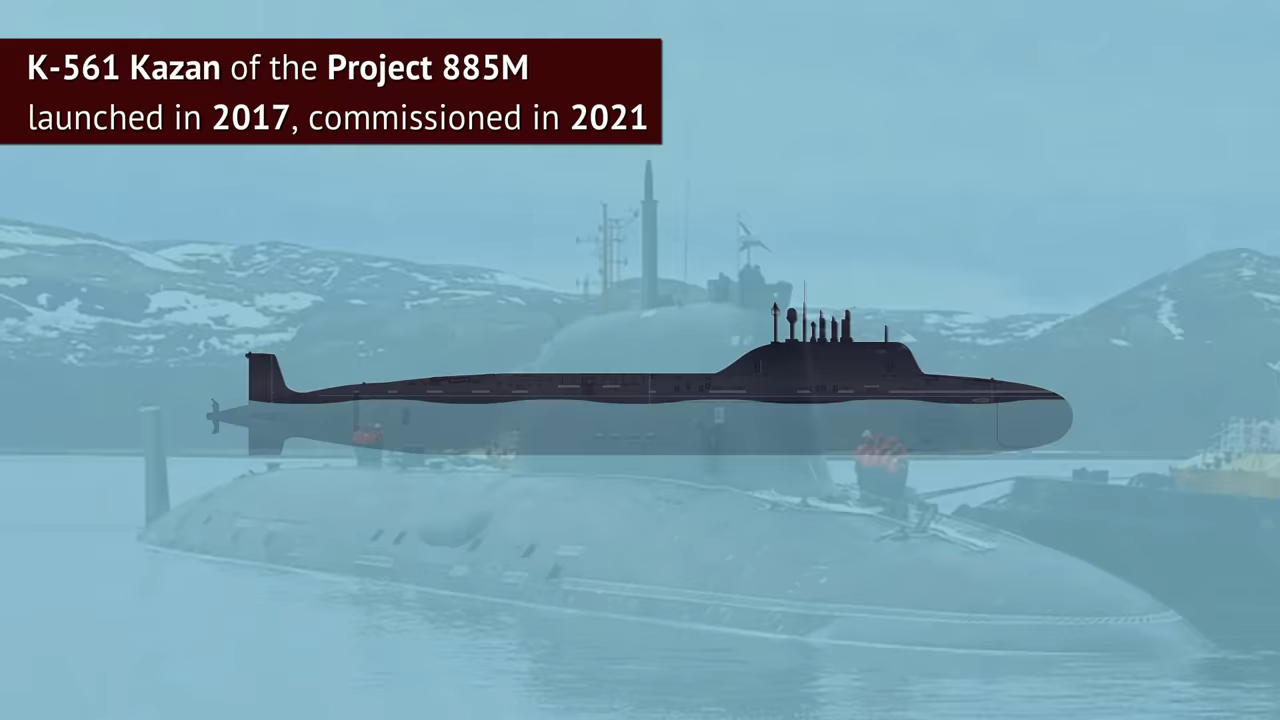 K-561 Kazan of the Project 885M
launched in 2017, commissioned in 2021